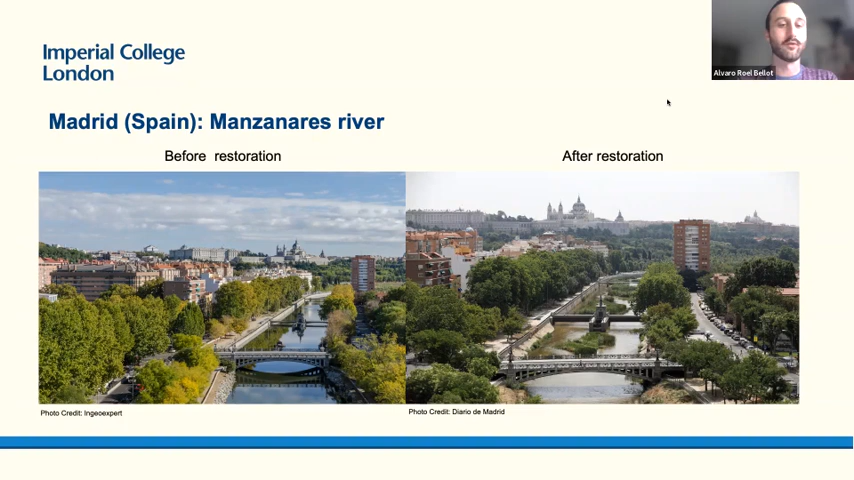 Imperial College
London
Alvaro Roel Bellot
Madrid (Spain): Manzanares river
Before restoration
After restoration
Photo Credit: Ingeoexpert
Photo Credit: Diario de Madrid